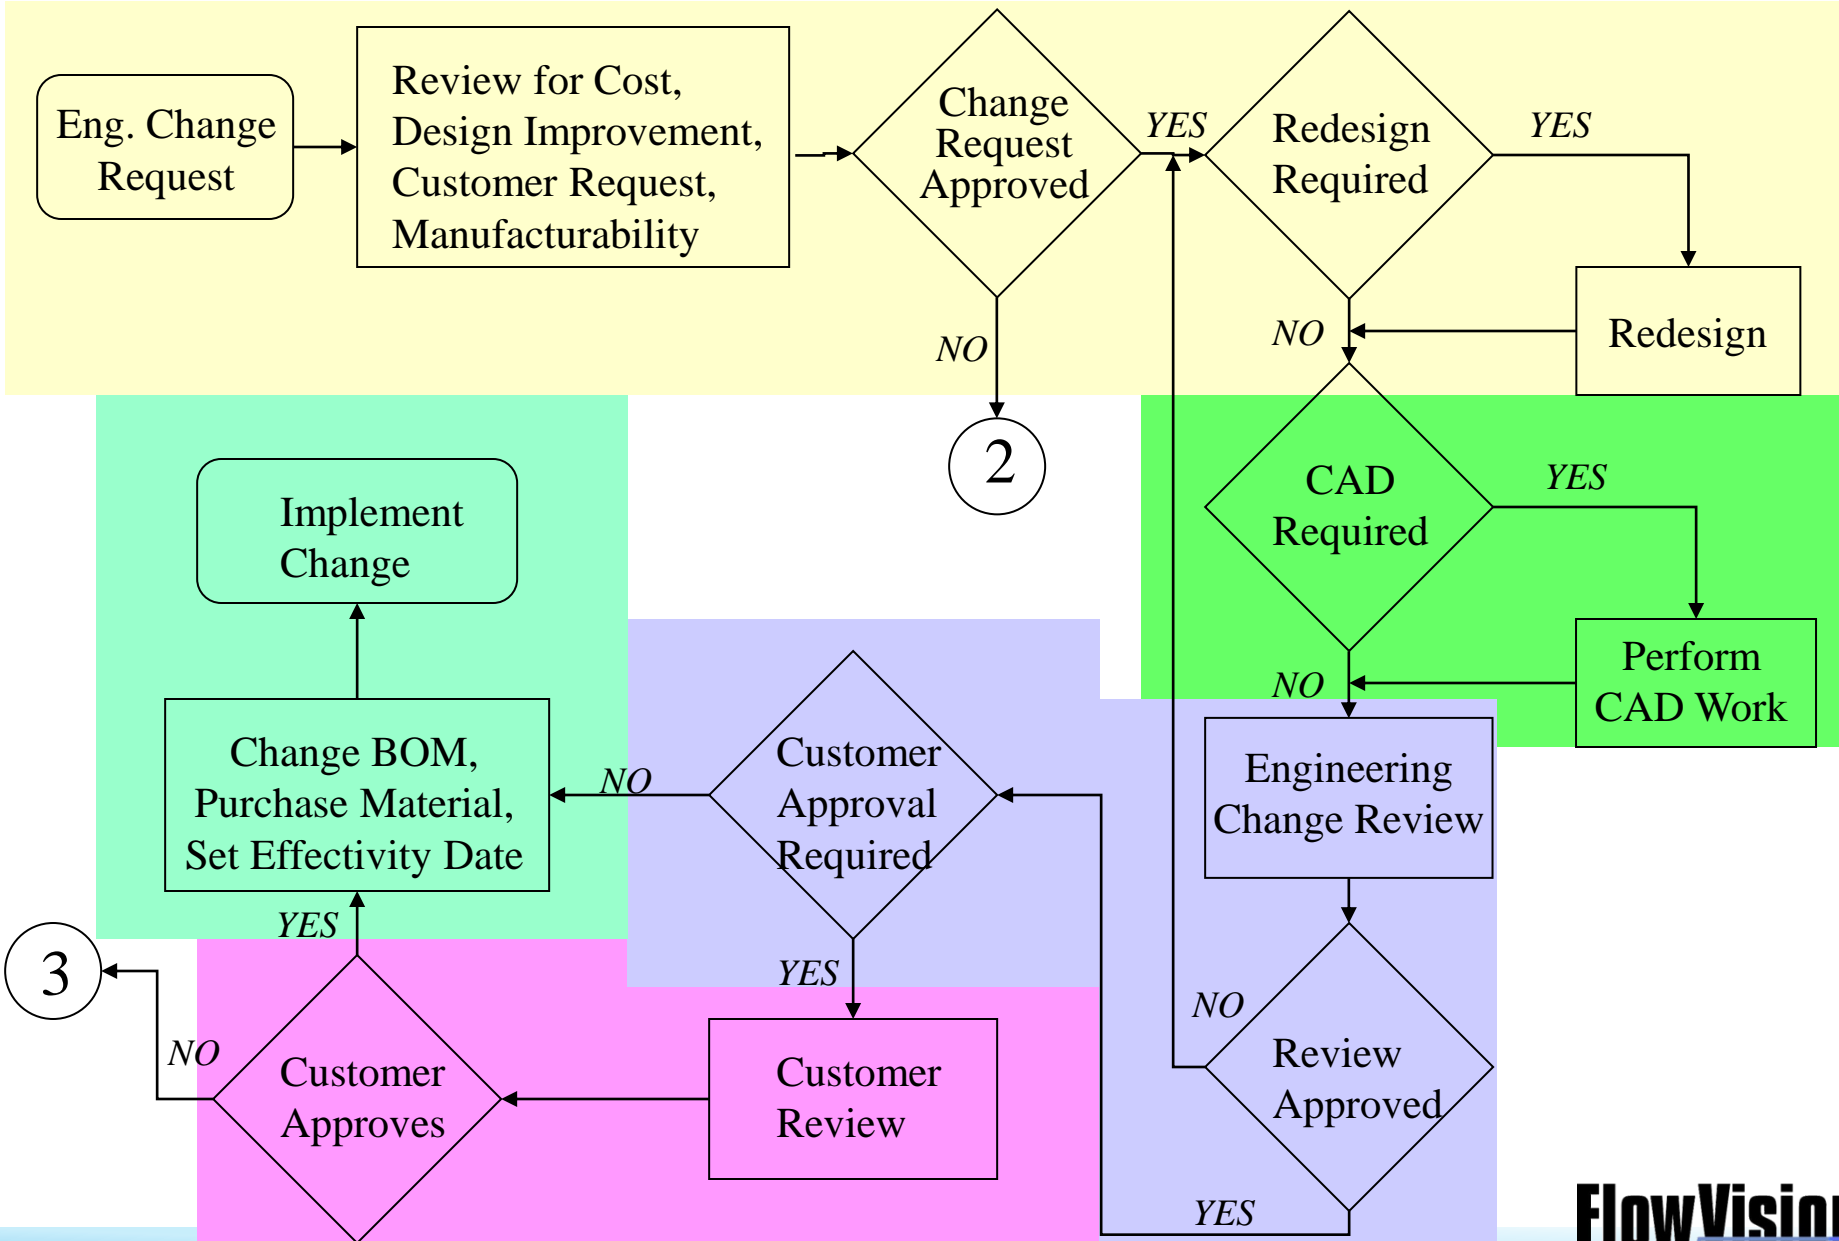 Eng. Change
Request
Review for Cost,
Design Improvement,
Customer Request,
Manufacturability
Change
Request
Approved
YES
Redesign
Required
YES
NO
NO
Redesign
2
CAD
Required
YES
Implement
Change
NO
Perform
CAD Work
Change BOM,
Purchase Material,
Set Effectivity Date
NO
Customer
Approval
Required
Engineering
Change Review
YES
3
YES
NO
NO
Customer
Approves
Customer
Review
Review
Approved
YES
FlowVision